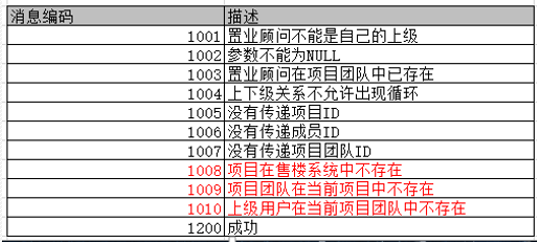 消息编码 描述
1001 置业顾问不能是自己的上级
1002 参数不能为NULL
1003 置业顾问在项目团队中已存在
1004 上下级关系不允许出现循环
1005 没有传递项目ID
1006 没有传递成员ID
1007 没有传递项目团队ID
1008 项目在售楼系统中不存在
1009 项目团队在当前项目中不存在
1010 上级用户在当前项目团队中不存在
1200 成功